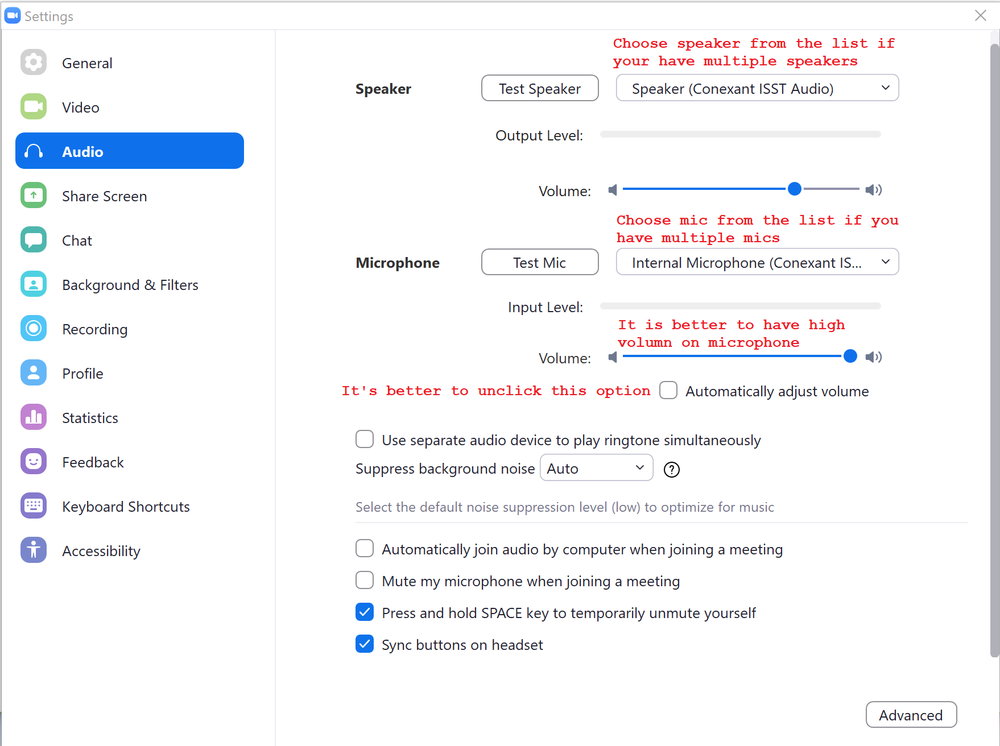 Settings
General
Video
Audio
Share Screen
Chat
Background & Filters
Recording
Profile
Statistics
Feedback
Keyboard Shortcuts
Accessibility
Choose speaker from the list if
your have multiple speakers
Speaker
Test Speaker
Speaker (Conexant ISST Audio)
Output Level:
Volume:
Choose mic from the list if you
have multiple mics
Microphone
Test Mic
Internal Microphone (Conexant IS...
Input Level:
It is better to have high
volumn on microphone
Volume:
It's better to unclick this option
Automatically adjust volume
Use separate audio device to play ringtone simultaneously
Suppress background noise
Auto
?
Select the default noise suppression level (low) to optimize for music
Automatically join audio by computer when joining a meeting
Mute my microphone when joining a meeting
Press and hold SPACE key to temporarily unmute yourself
Sync buttons on headset
Advanced